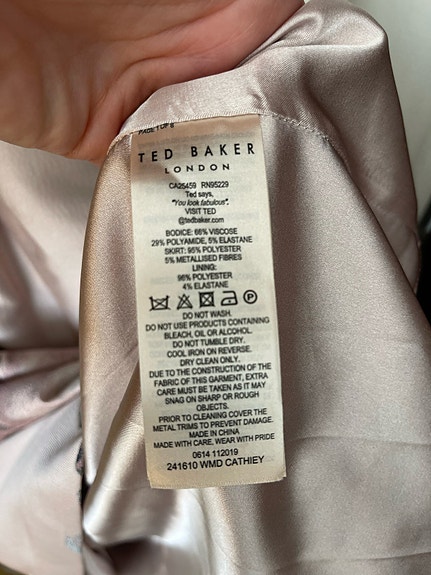 PAGE 1 OF 6
TED BAKER
LONDON
CA25459 RN95229
Ted says,
"You look fabulous".
VISIT TED
@tedbaker.com
BODICE: 66% VISCOSE
29% POLYAMIDE, 5% ELASTANE
SKIRT: 95% POLYESTER
5% METALLISED FIBRES
LINING:
96% POLYESTER
4% ELASTANE
P
DO NOT WASH.
DO NOT USE PRODUCTS CONTAINING
BLEACH, OIL OR ALCOHOL.
DO NOT TUMBLE DRY.
COOL IRON ON REVERSE.
DRY CLEAN ONLY.
DUE TO THE CONSTRUCTION OF THE
FABRIC OF THIS GARMENT, EXTRA
CARE MUST BE TAKEN AS IT MAY
SNAG ON SHARP OR ROUGH
OBJECTS.
PRIOR TO CLEANING COVER THE
METAL TRIMS TO PREVENT DAMAGE.
MADE IN CHINA
MADE WITH CARE, WEAR WITH PRIDE
0614 112019
241610 WMD CATHIEY